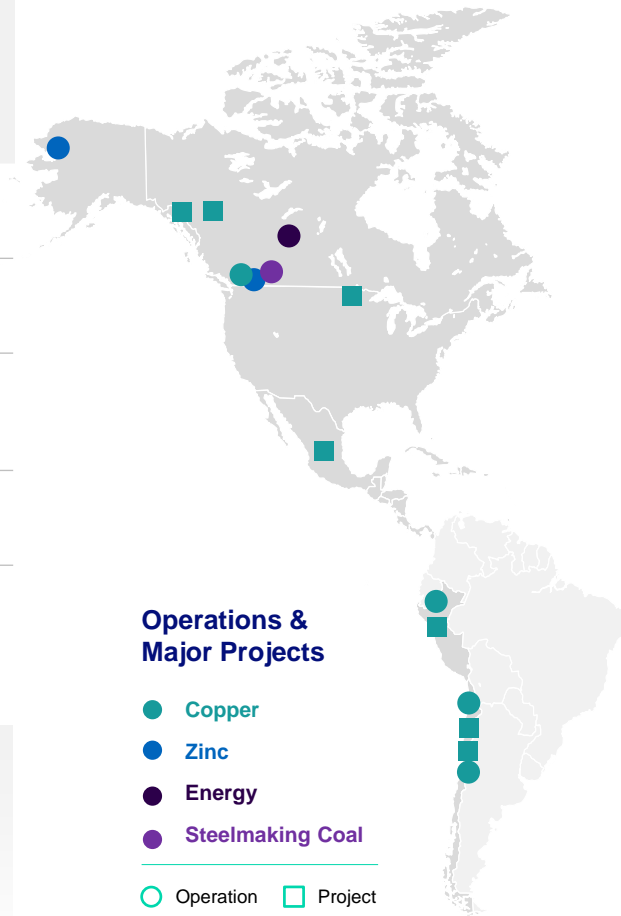 Operations &
Major Projects
Copper
Zinc
Energy
Steelmaking Coal
Operation Project